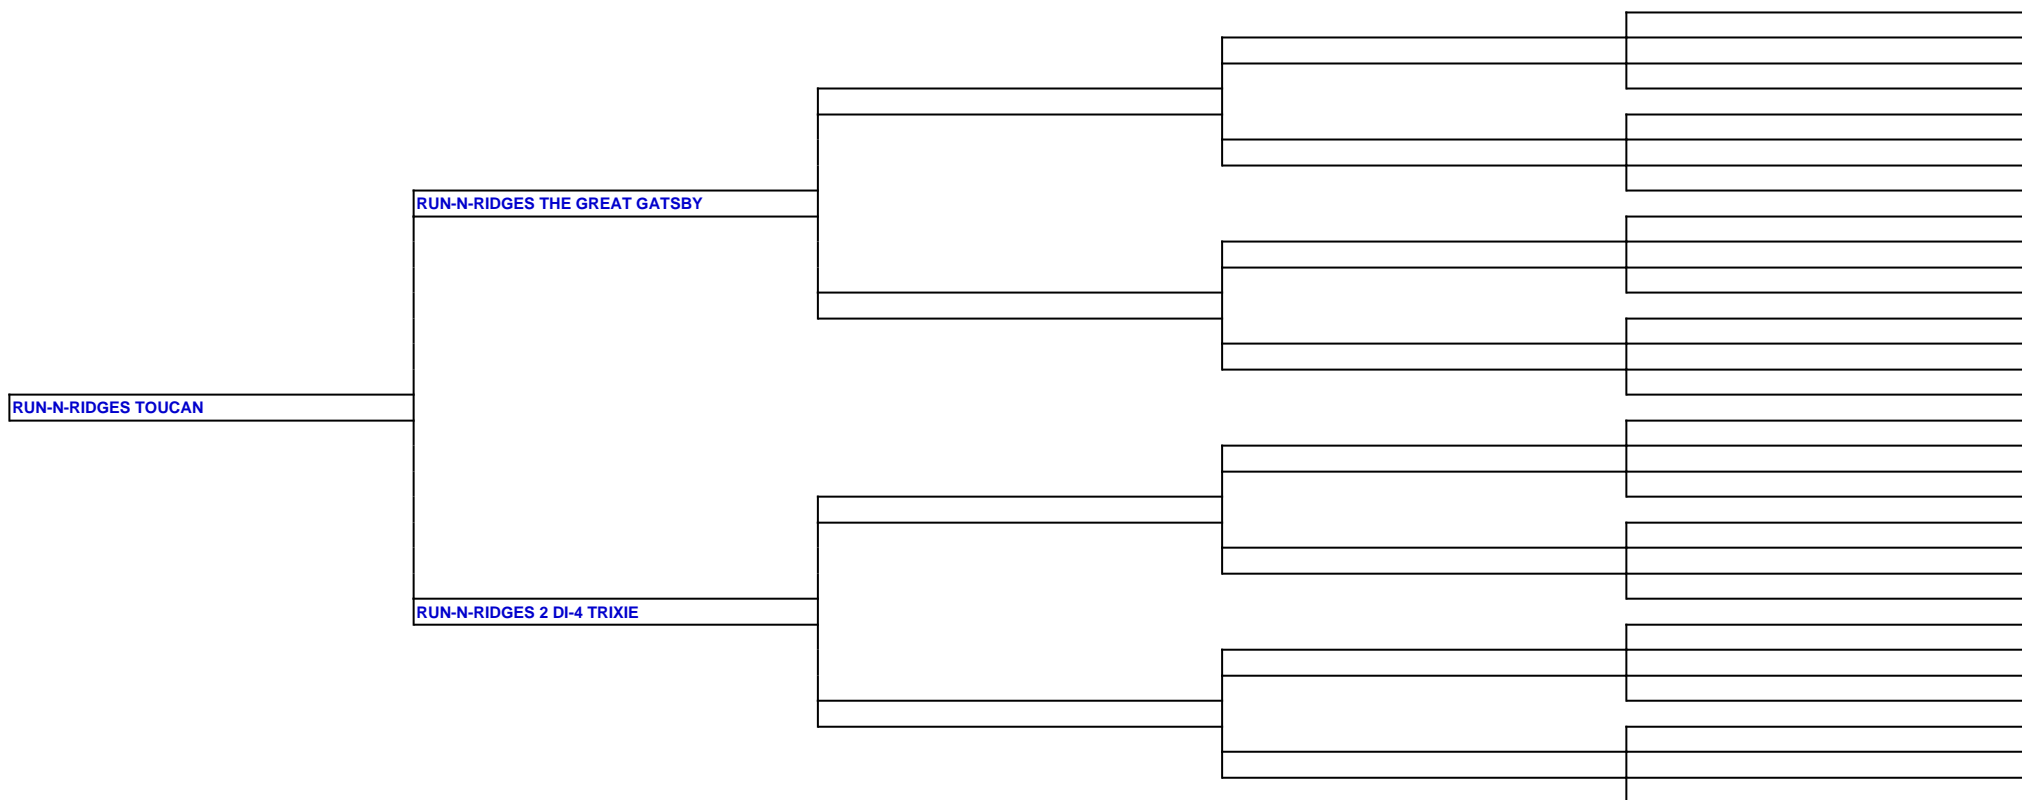 RUN-N-RIDGES THE GREAT GATSBY
RUN-N-RIDGES TOUCAN
RUN-N-RIDGES 2 DI-4 TRIXIE